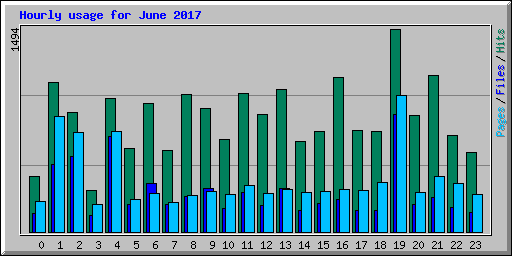 Hourly usage for June 2017
1494
Pages/Files/Hits
0 1 2 3 4 5 6 7 8 9 10 11 12 13 14 15 16 17 18 19 20 21 22 23